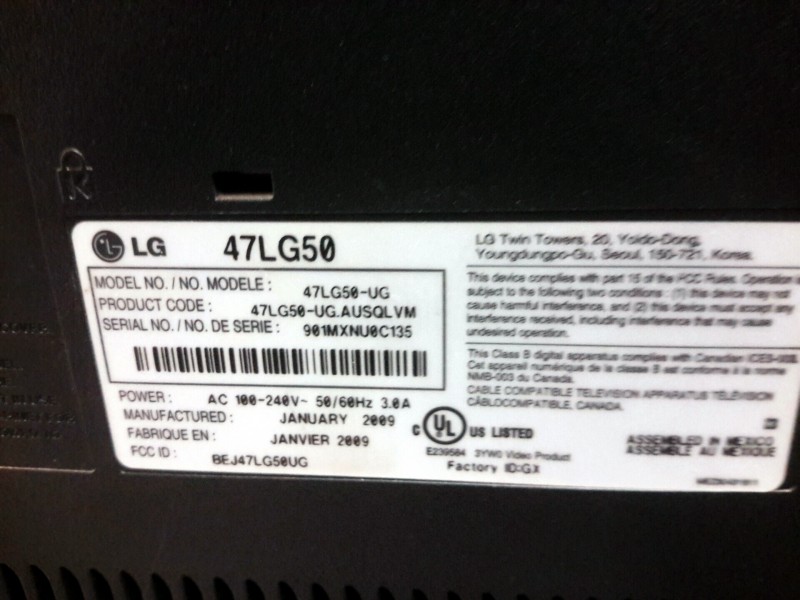 LG 47LG50
MODEL NO. / NO. MODELE : 47LG50-UG
PRODUCT CODE : 47LG50-UG.AUSQLVM
SERIAL NO. / NO. DE SERIE : 901MXNU0C135
POWER : AC 100-240V~ 50/60Hz 3.0A
MANUFACTURED : JANUARY 2009
FABRIQUE EN : JANVIER 2009
FCC ID : BEJ47LG50UG
LG Twin Towers, 20, Yoido-Dong,
Youngdungpo-Gu, Seoul, 150-721, Korea.
This device complies with part 15 of the FCC Rules. Operation
subject to the following two conditions : (1) this device may not
cause harmful interference, and (2) this device must accept any
interference received, including interference that may cause
undesired operation.
This Class B digital apparatus complies with Canadian
Cet appareil numérique de la classe B est conforme à la norme
NMB-003 du Canada.
CABLE COMPATIBLE TELEVISION APPARATUS TELEVISION
CÂBLOCOMPATIBLE, CANADA.
C UL US LISTED
E239584 3YW0 Video Product
Factory ID:GX
ASSEMBLED IN MEXICO
ASSEMBLE AU MEXIQUE
K